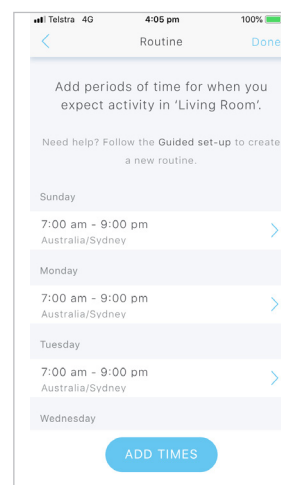 Telstra 4G 4:05 pm 100%
Routine Done
Add periods of time for when you
expect activity in ‘Living Room’.
Need help? Follow the Guided set-up to create
a new routine.
Sunday
7:00 am - 9:00 pm
Australia/Sydney
Monday
7:00 am - 9:00 pm
Australia/Sydney
Tuesday
7:00 am - 9:00 pm
Australia/Sydney
Wednesday
ADD TIMES